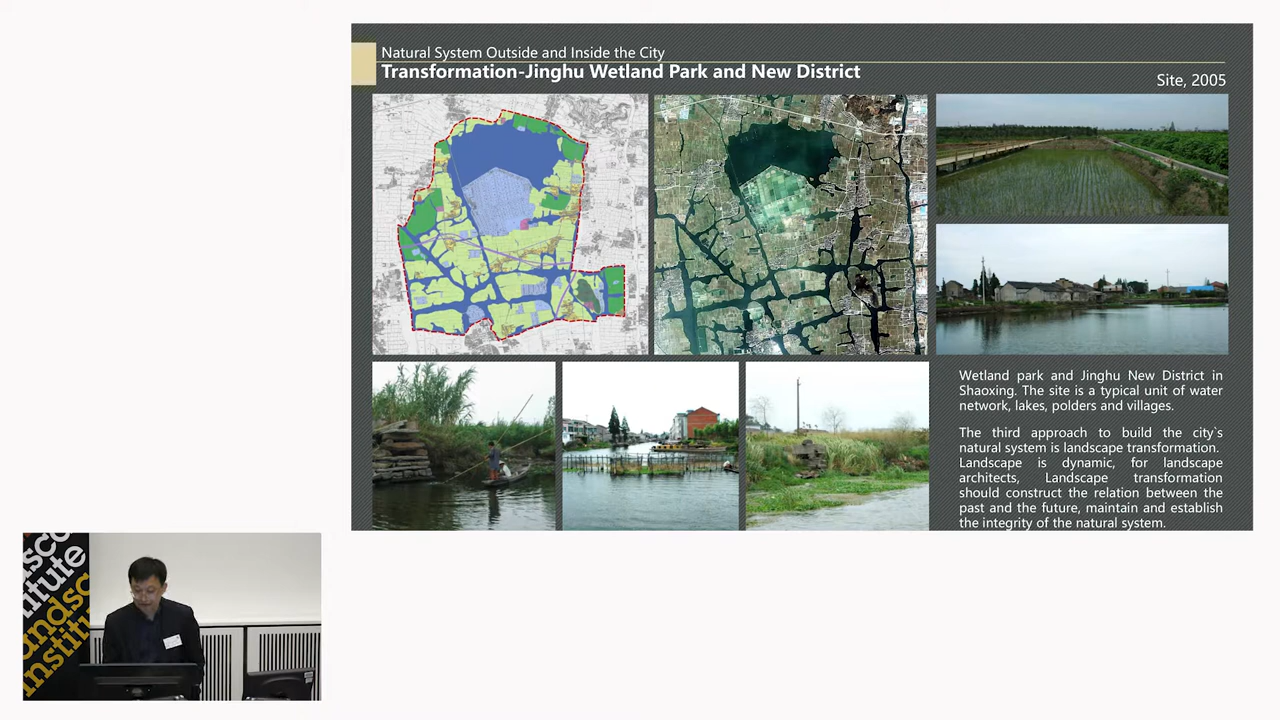 Natural System Outside and Inside the City
Transformation-Jinghu Wetland Park and New District
Site, 2005
Wetland park and Jinghu New District in
Shaoxing. The site is a typical unit of water
network, lakes, polders and villages.
The third approach to build the city`s
natural system is landscape transformation.
Landscape is dynamic, for landscape
architects, Landscape transformation
should construct the relation between the
past and the future, maintain and establish
the integrity of the natural system.